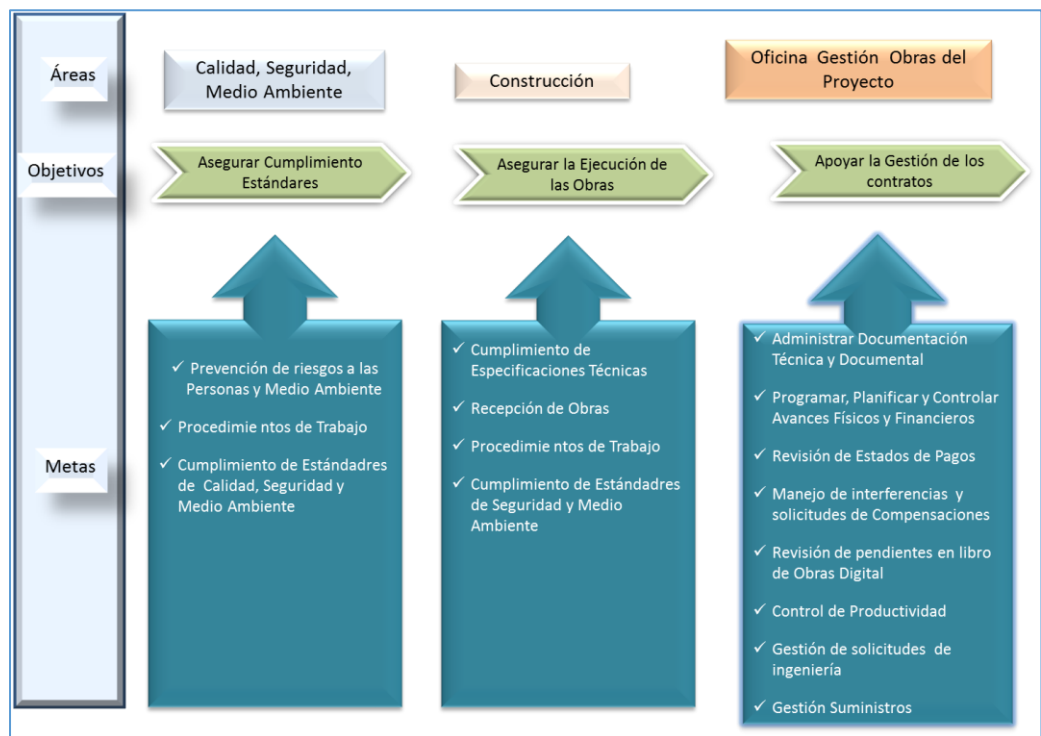 Áreas
Calidad, Seguridad,
Medio Ambiente
Construcción
Oficina Gestión Obras del
Proyecto
Objetivos
Asegurar Cumplimiento
Estándares
Asegurar la Ejecución de
las Obras
Apoyar la Gestión de los
contratos
Metas
✓ Prevención de riesgos a las
Personas y Medio Ambiente
✓ Procedimie ntos de Trabajo
✓ Cumplimiento de Estándadres
de Calidad, Seguridad y
Medio Ambiente
✓ Cumplimiento de
Especificaciones Técnicas
✓ Recepción de Obras
✓ Procedimie ntos de Trabajo
✓ Cumplimiento de Estándadres
de Seguridad y Medio
Ambiente
✓ Administrar Documentación
Técnica y Documental
✓ Programar, Planificar y Controlar
Avances Físicos y Financieros
✓ Revisión de Estados de Pagos
✓ Manejo de interferencias y
solicitudes de Compensaciones
✓ Revisión de pendientes en libro
de Obras Digital
✓ Control de Productividad
✓ Gestión de solicitudes de
ingeniería
✓ Gestión Suministros